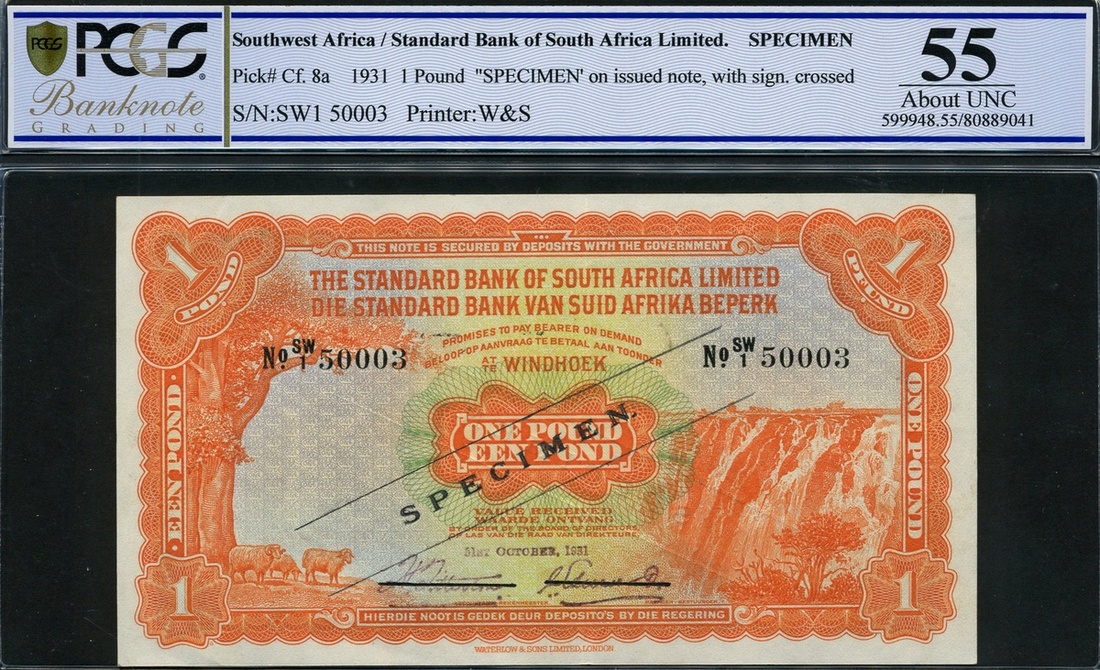 PCGS
PCGS
Banknote
GRADING
Southwest Africa / Standard Bank of South Africa Limited. SPECIMEN
Pick# Cf. 8a 1931 1 Pound "SPECIMEN' on issued note, with sign. crossed
S/N:SW1 50003 Printer:W&S
55
About UNC
599948.55/80889041
THIS NOTE IS SECURED BY DEPOSITS WITH THE GOVERNMENT
1
POND
1
POUND
THE STANDARD BANK OF SOUTH AFRICA LIMITED
DIE STANDARD BANK VAN SUID AFRIKA BEPERK
PROMISES TO PAY BEARER ON DEMAND
BELOOF OP AANVRAAG TE BETAAL AAN TOONDER
AT/TE WINDHOEK
No. SW/1 50003
No. SW/1 50003
EEN POND
ONE POUND
ONE POUND
EEN POND
SPECIMEN.
VALUE RECEIVED
WAARDE ONTVANG
BY ORDER OF THE BOARD OF DIRECTORS,
OP LAS VAN DIE RAAD VAN DIREKTEURE
31ST OCTOBER, 1931
1
1
HIERDIE NOOT IS GEDEK DEUR DEPOSITO'S BY DIE REGERING
WATERLOW & SONS LIMITED, LONDON